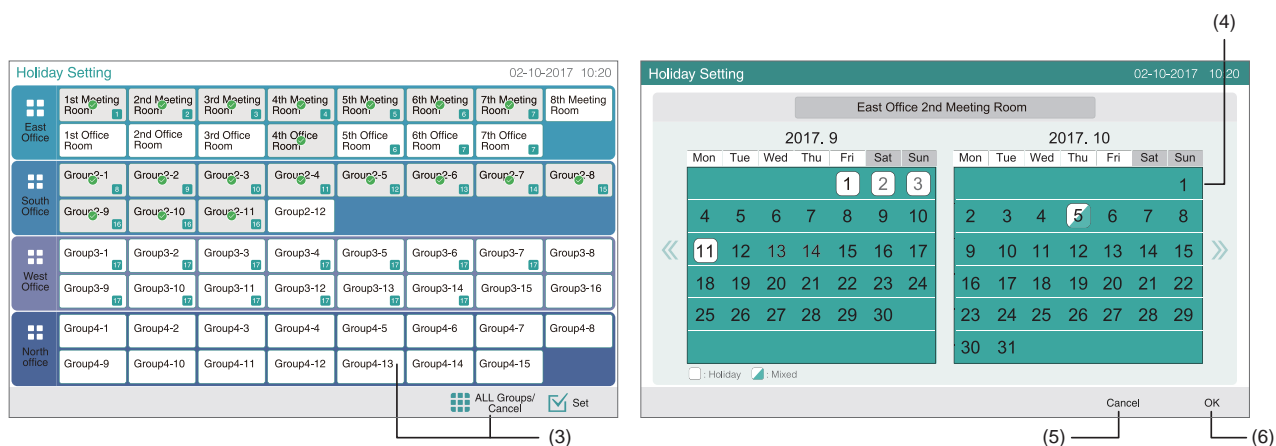 (4)
Holiday Setting 02-10-2017 10:20
East Office
1st Meeting Room 1
2nd Meeting Room 2
3rd Meeting Room 3
4th Meeting Room 4
5th Meeting Room 5
6th Meeting Room 6
7th Meeting Room 7
8th Meeting Room
1st Office Room
2nd Office Room
3rd Office Room
4th Office Room
5th Office Room 6
6th Office Room 7
7th Office Room 7
South Office
Group2-1 8
Group2-2 9
Group2-3 10
Group2-4 11
Group2-5 12
Group2-6 13
Group2-7 14
Group2-8 15
Group2-9 16
Group2-10 16
Group2-11 16
Group2-12
West Office
Group3-1 17
Group3-2 17
Group3-3 17
Group3-4 17
Group3-5 17
Group3-6 17
Group3-7 17
Group3-8
Group3-9 17
Group3-10 17
Group3-11 17
Group3-12 17
Group3-13 17
Group3-14 17
Group3-15
Group3-16
North office
Group4-1
Group4-2
Group4-3
Group4-4
Group4-5
Group4-6
Group4-7
Group4-8
Group4-9
Group4-10
Group4-11
Group4-12
Group4-13
Group4-14
Group4-15
ALL Groups/
Cancel
Set
(3)
Holiday Setting 02-10-2017 10:20
East Office 2nd Meeting Room
2017. 9
Mon Tue Wed Thu Fri Sat Sun
1 2 3
4 5 6 7 8 9 10
11 12 13 14 15 16 17
18 19 20 21 22 23 24
25 26 27 28 29 30
2017. 10
Mon Tue Wed Thu Fri Sat Sun
1
2 3 4 5 6 7 8
9 10 11 12 13 14 15
16 17 18 19 20 21 22
23 24 25 26 27 28 29
30 31
: Holiday : Mixed
Cancel OK
(5) (6)